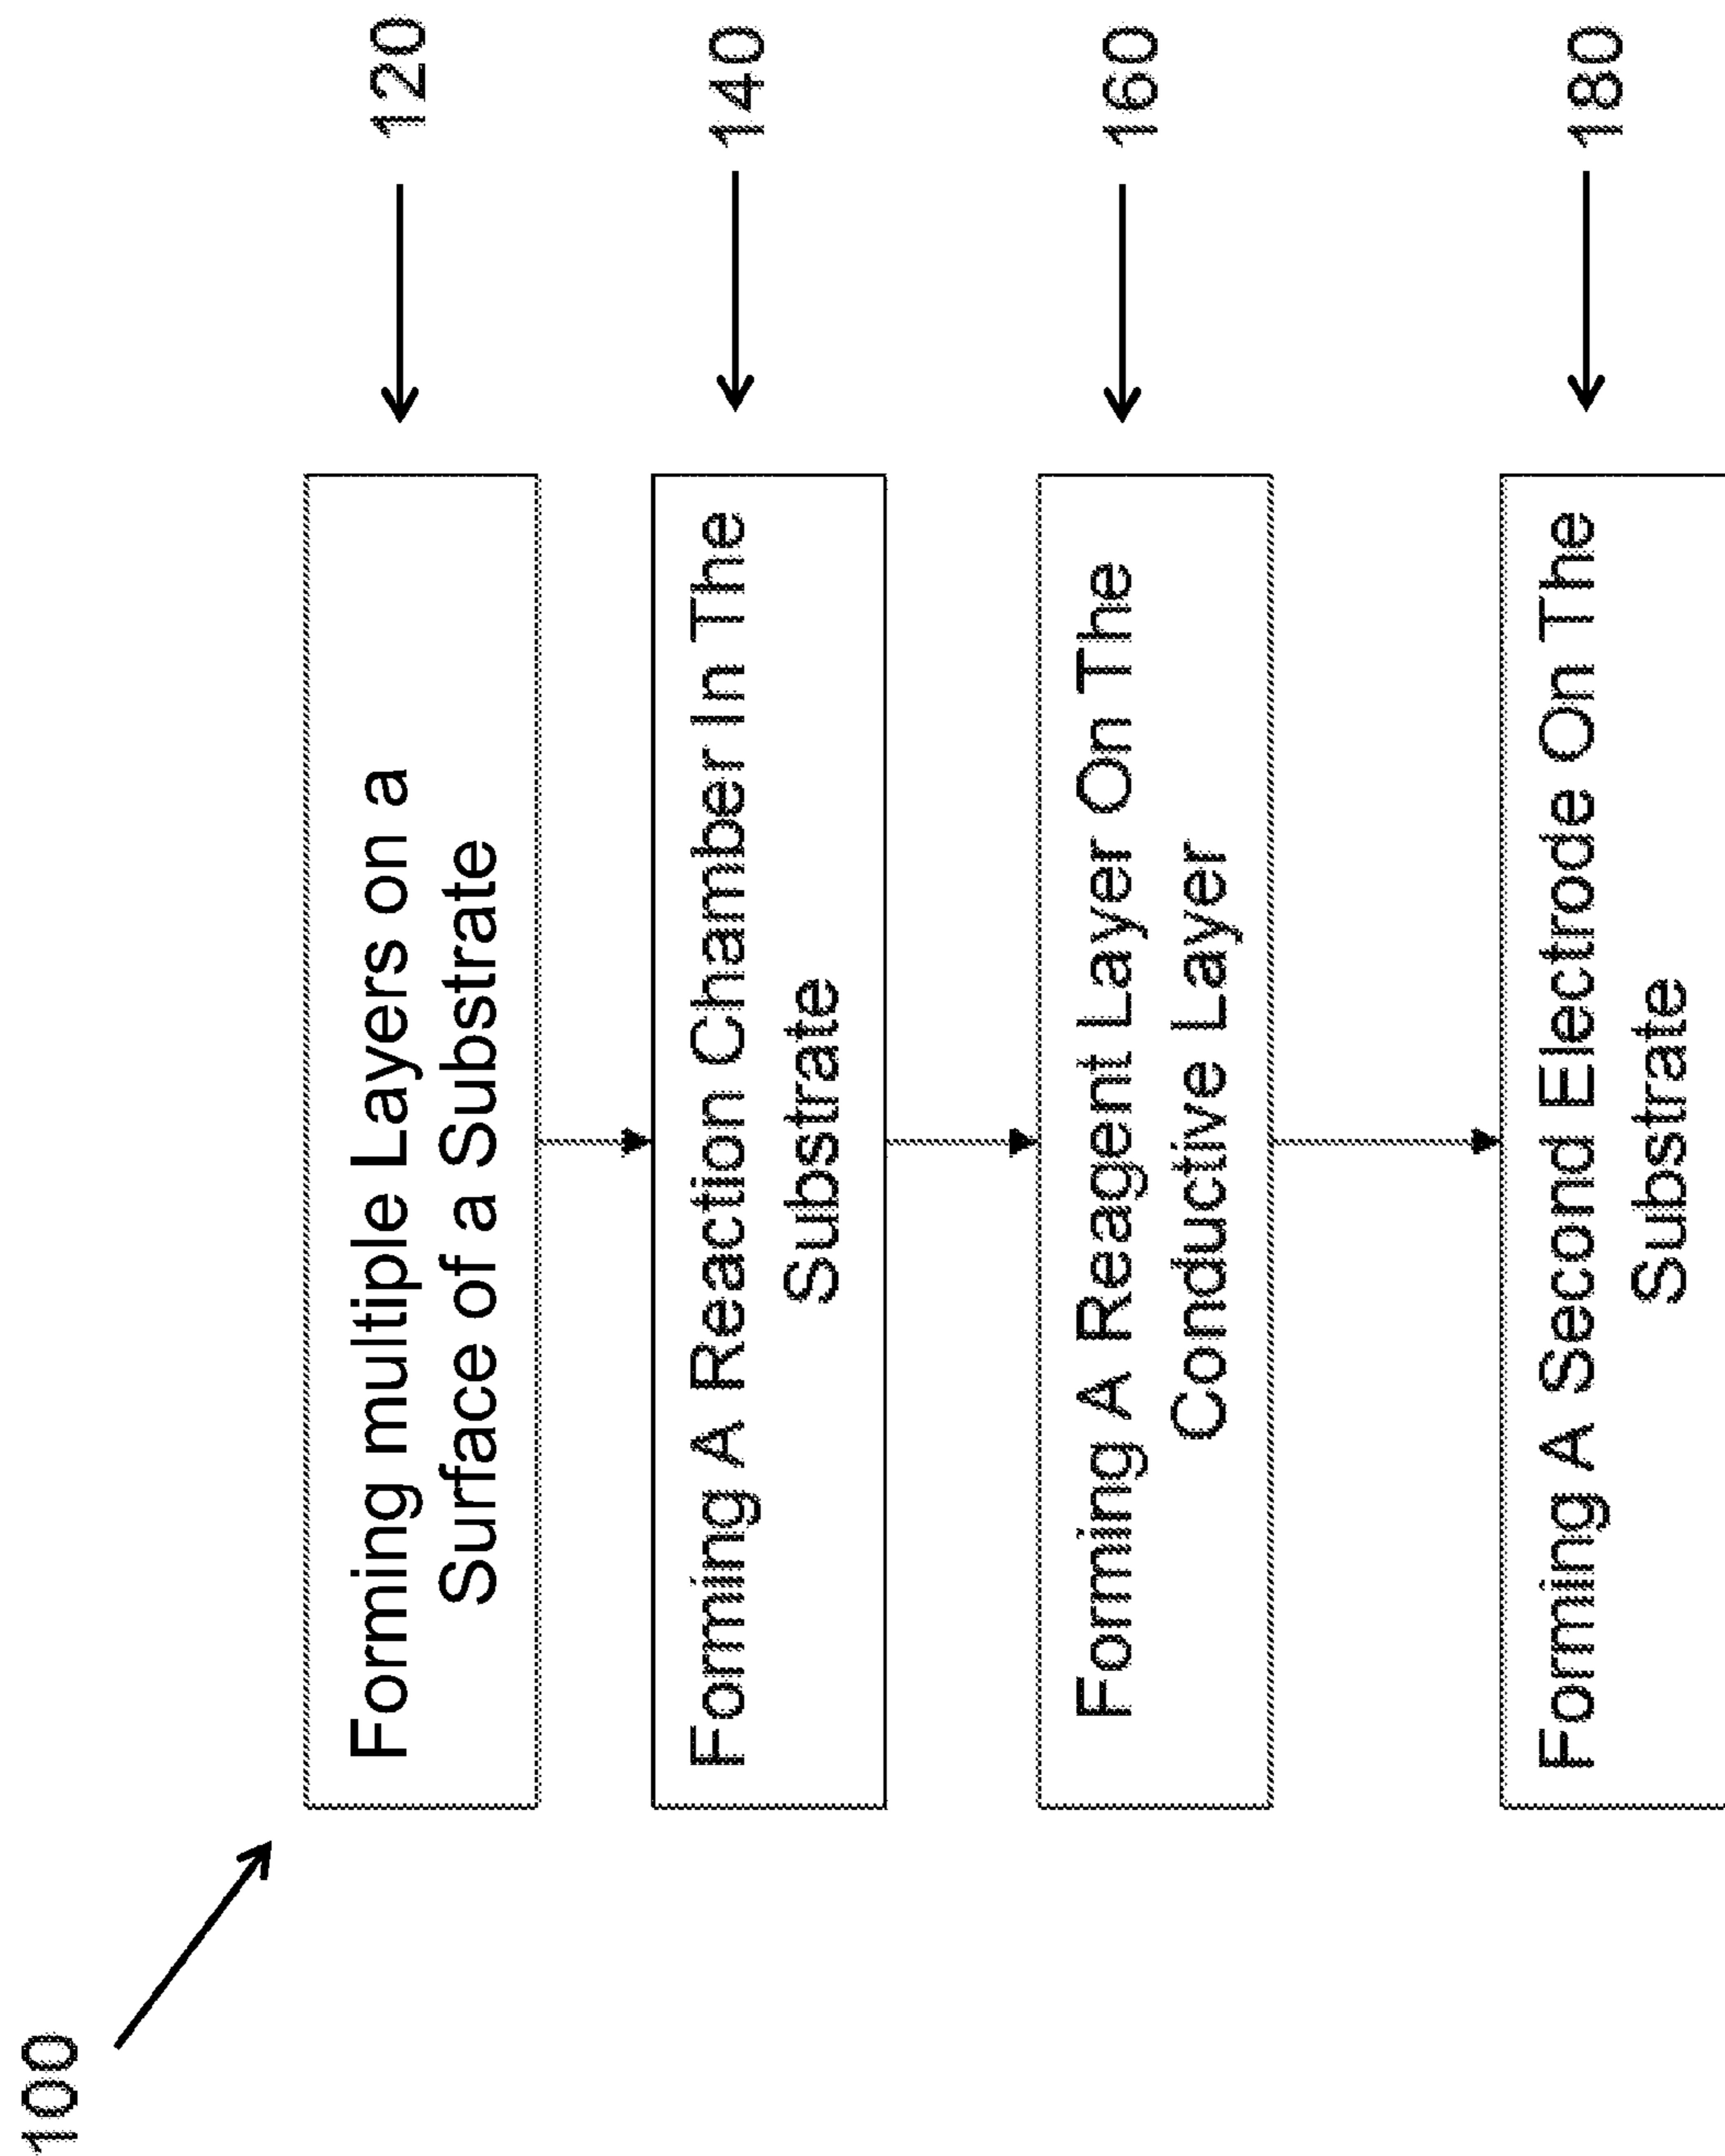 100
Forming multiple Layers on a
Surface of a Substrate
120
Forming A Reaction Chamber In The
Substrate
140
Forming A Reagent Layer On The
Conductive Layer
160
Forming A Second Electrode On The
Substrate
180